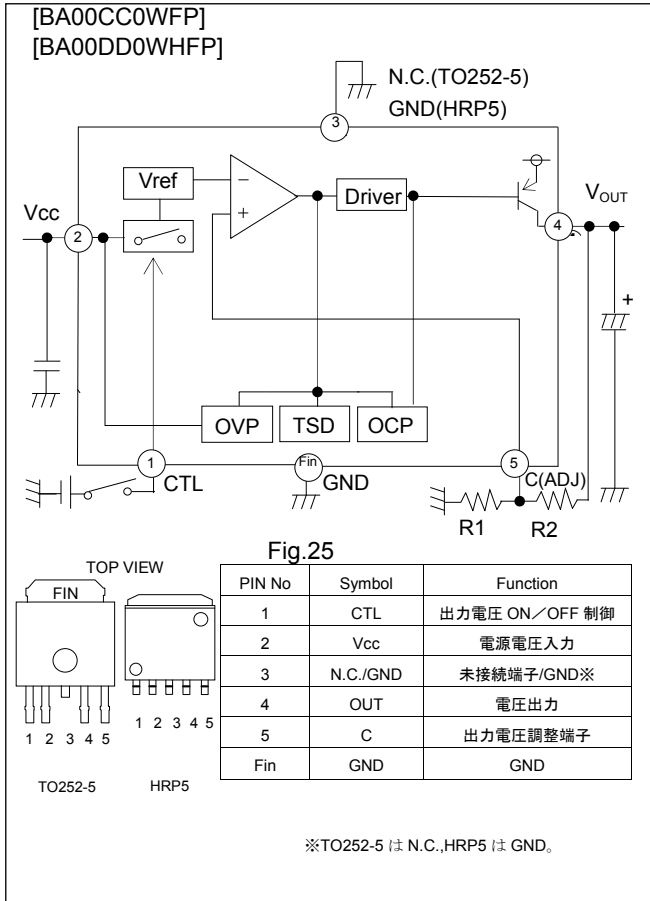 [BA00CC0WFP]
[BA00DD0WHFP]
N.C.(TO252-5)
GND(HRP5)
3
Vref
−
+
Driver
Vcc
2
VOUT
4
+
OVP
TSD
OCP
1
CTL
Fin
GND
5
C(ADJ)
R1
R2
Fig.25
TOP VIEW
FIN
1 2 3 4 5
TO252-5
1 2 3 4 5
HRP5
PIN No Symbol Function
1 CTL 出力電圧 ON／OFF 制御
2 Vcc 電源電圧入力
3 N.C./GND 未接続端子/GND※
4 OUT 電圧出力
5 C 出力電圧調整端子
Fin GND GND
※TO252-5 は N.C.,HRP5 は GND。